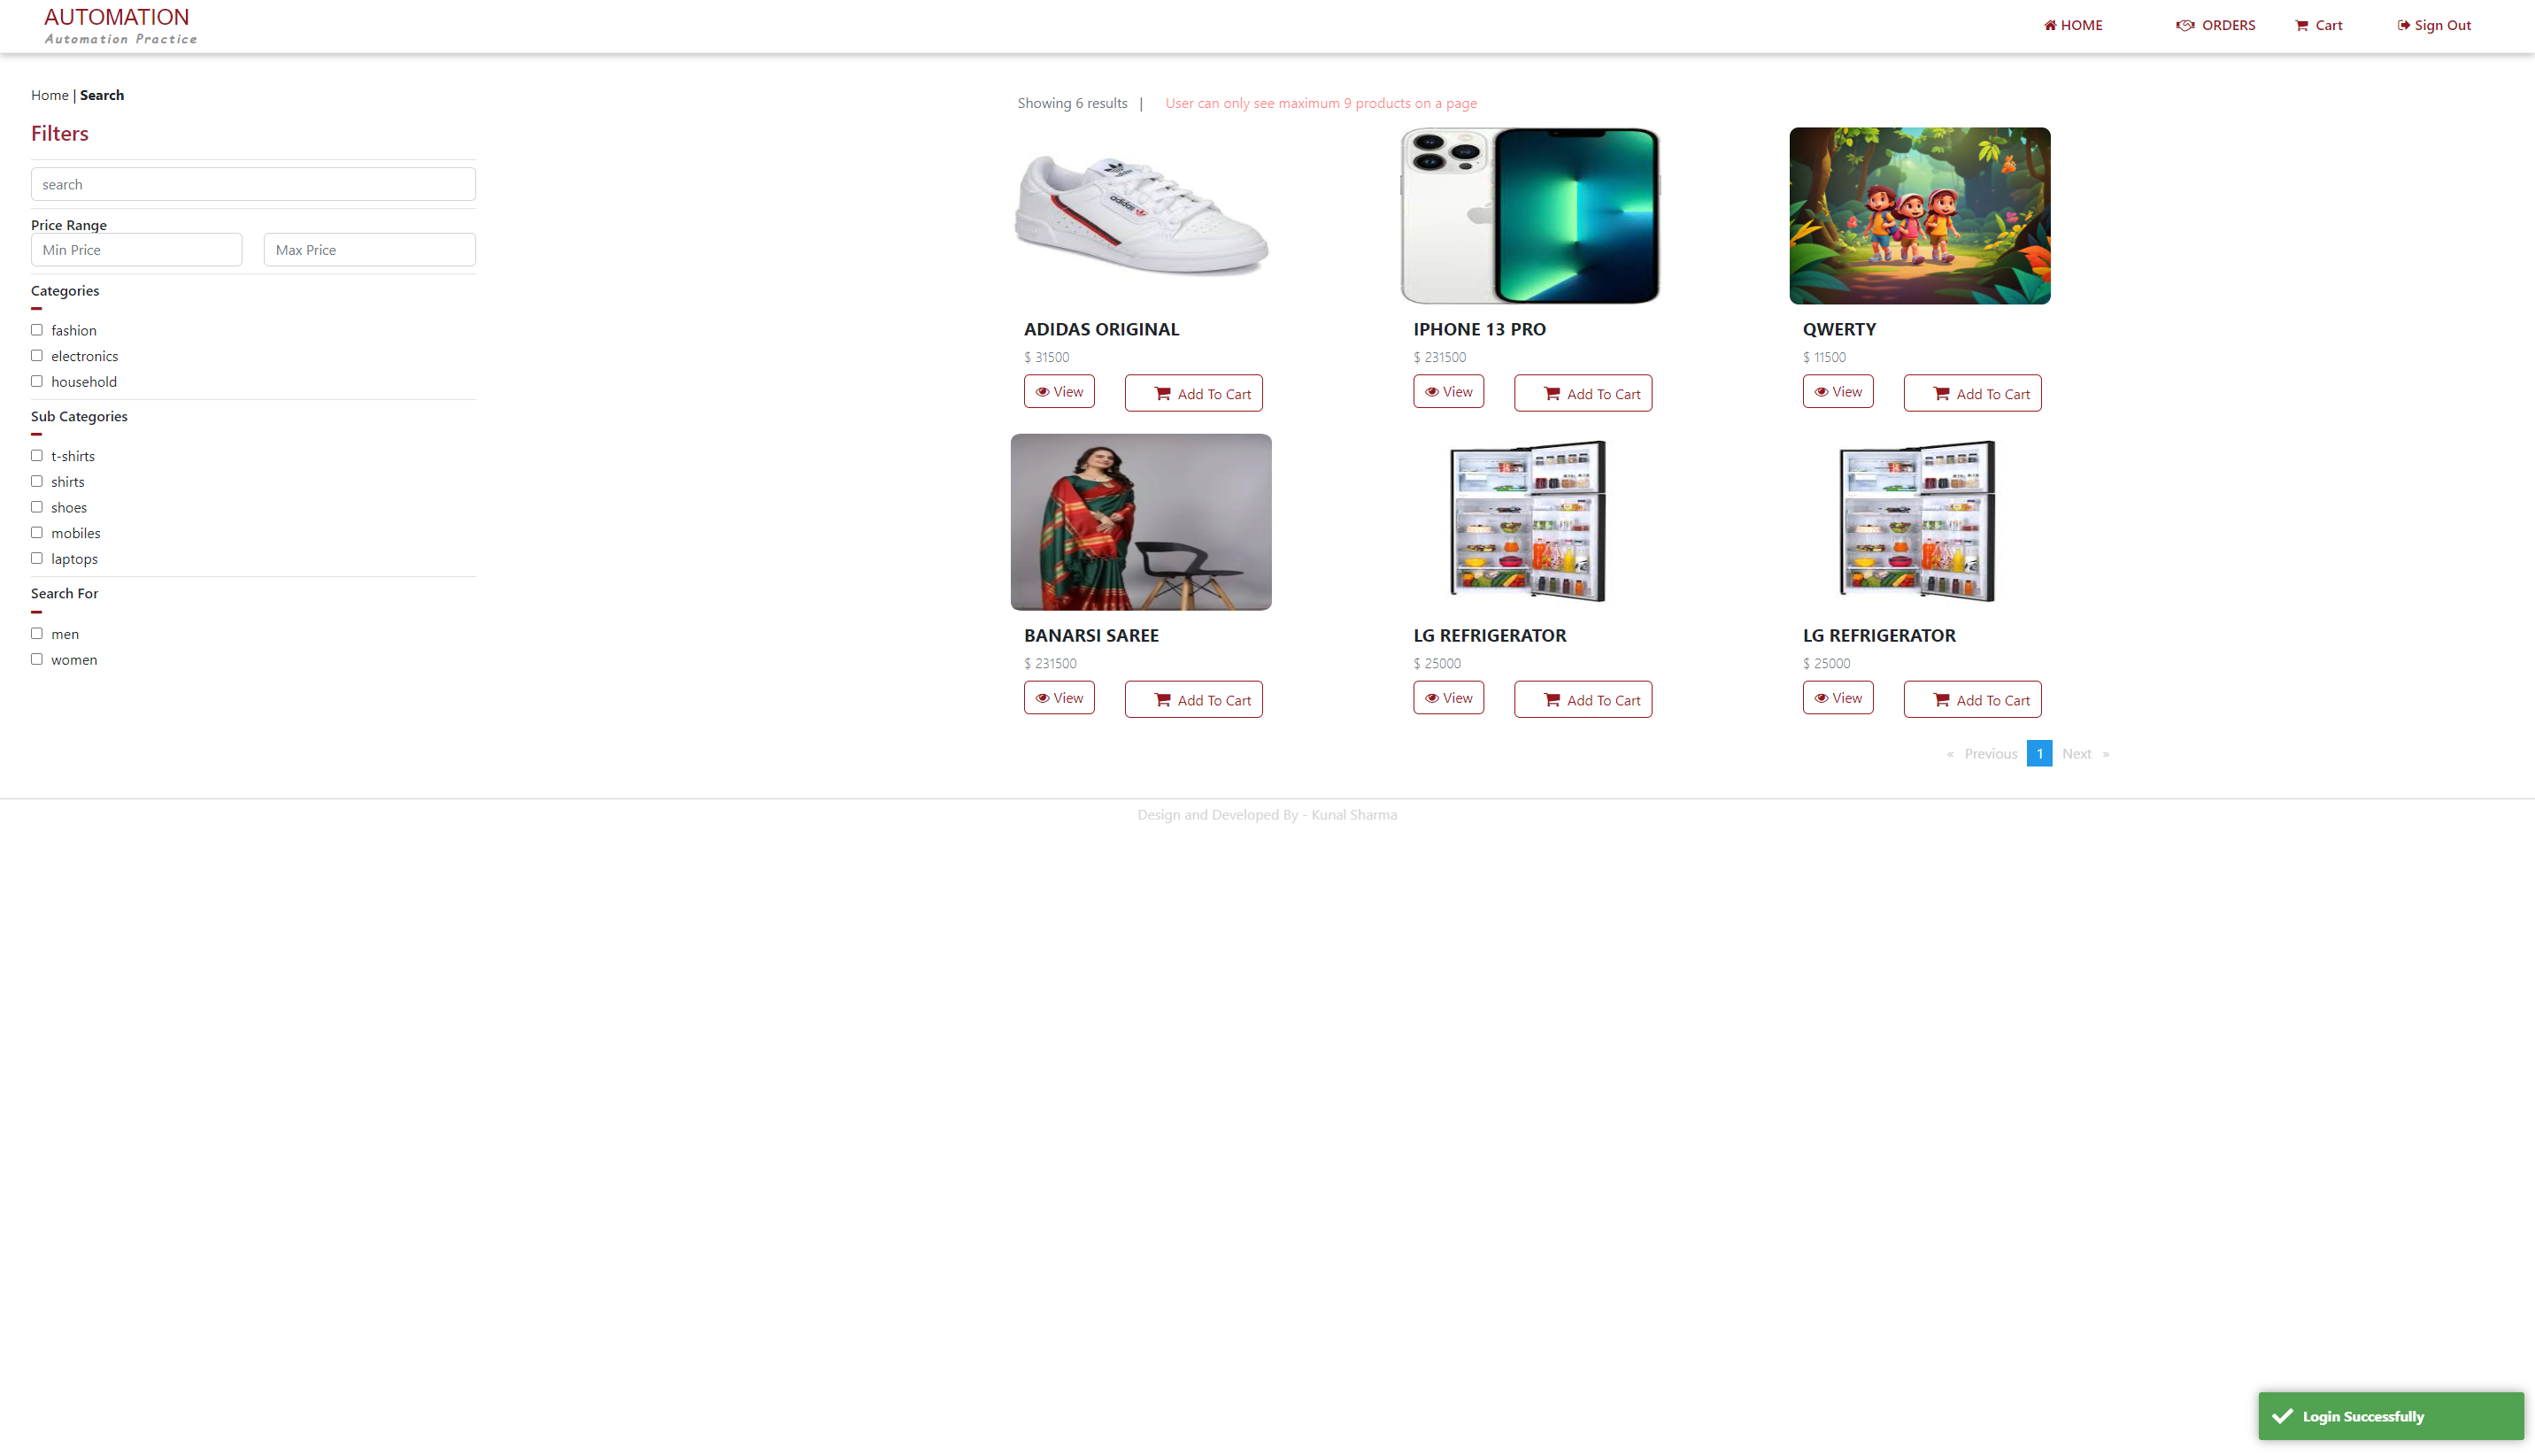 AUTOMATION
Automation Practice
HOME
ORDERS
Cart
Sign Out
Home | Search
Filters
search
Price Range
Min Price
Max Price
Categories
fashion
electronics
household
Sub Categories
t-shirts
shirts
shoes
mobiles
laptops
Search For
men
women
Showing 6 results |
User can only see maximum 9 products on a page
adidas
ADIDAS ORIGINAL
$ 31500
View
Add To Cart
IPHONE 13 PRO
$ 231500
View
Add To Cart
QWERTY
$ 11500
View
Add To Cart
BANARSI SAREE
$ 231500
View
Add To Cart
LG REFRIGERATOR
$ 25000
View
Add To Cart
LG REFRIGERATOR
$ 25000
View
Add To Cart
« Previous 1 Next »
Design and Developed By - Kunal Sharma
Login Successfully